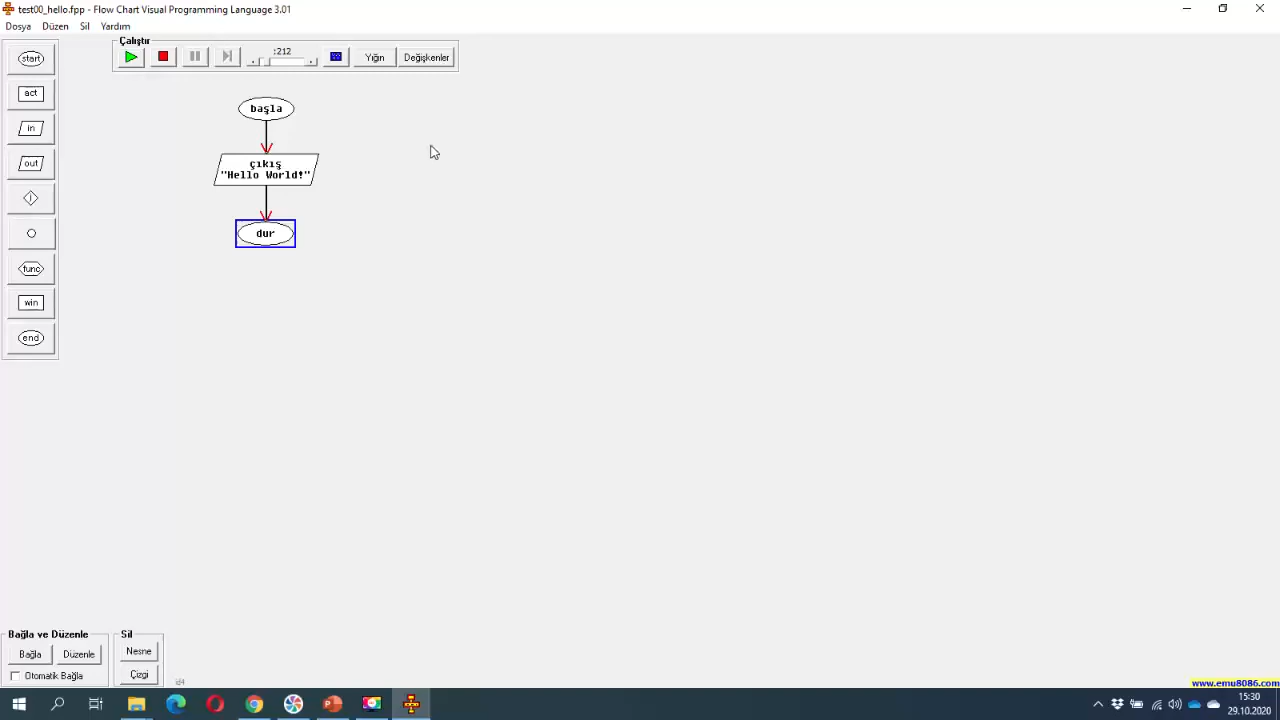 test00_hello.fpp - Flow Chart Visual Programming Language 3.01
Dosya Düzen Sil Yardım
Çalıştır
:212
Yığın
Değişkenler
start
act
in
out
func
win
end
başla
çıkış
"Hello World!"
dur
Bağla ve Düzenle
Bağla
Düzenle
Otomatik Bağla
Sil
Nesne
Çizgi
www.emu8086.com
15:30
29.10.2020